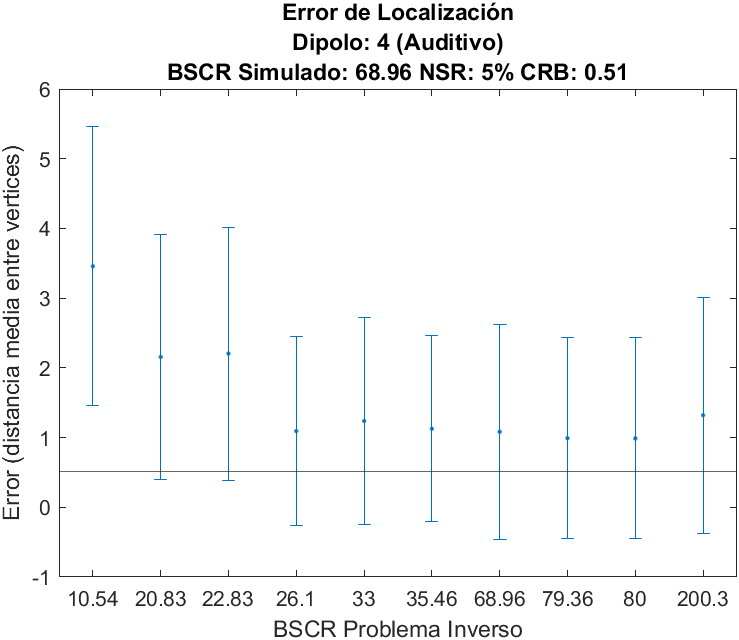 Error de Localización
Dipolo: 4 (Auditivo)
BSCR Simulado: 68.96 NSR: 5% CRB: 0.51
Error (distancia media entre vertices)
6
5
4
3
2
1
0
-1
10.54 20.83 22.83 26.1 33 35.46 68.96 79.36 80 200.3
BSCR Problema Inverso